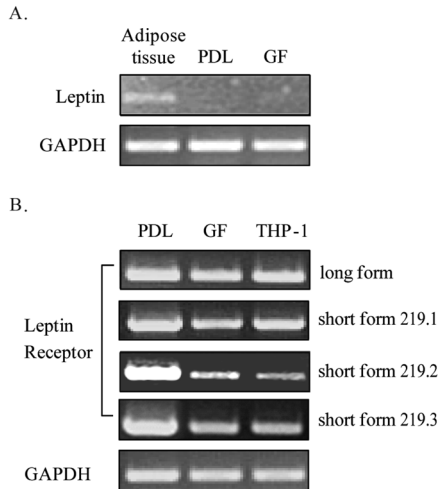 A.
Adipose tissue PDL GF
Leptin
GAPDH
B.
PDL GF THP-1
long form
short form 219.1
Leptin
Receptor
short form 219.2
short form 219.3
GAPDH